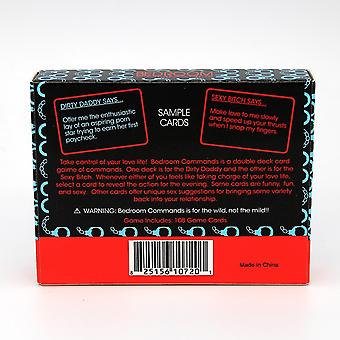 BEDROOM
DIRTY DADDY SAYS...
Offer me the enthusiastic
lay of an aspiring porn
star trying to earn her first
paycheck.
SAMPLE
CARDS
SEXY BITCH SAYS...
Make love to me slowly
and speed up your thrusts
when I snap my fingers.
Take control of your love life! Bedroom Commands is a double deck card
game of commands. One deck is for the Dirty Daddy and the other is for the
Sexy Bitch. Whenever either of you feels like taking charge of your love life,
select a card to reveal the action for the evening. Some cards are funny, fun
and sexy. Other cards offer unique sex suggestions for bringing sexual variety
back into your relationship.
⚠ WARNING: Bedroom Commands is for the wild, not the mild!!
Game Includes: 108 Game Cards
8 25156 10720 1
Made in China